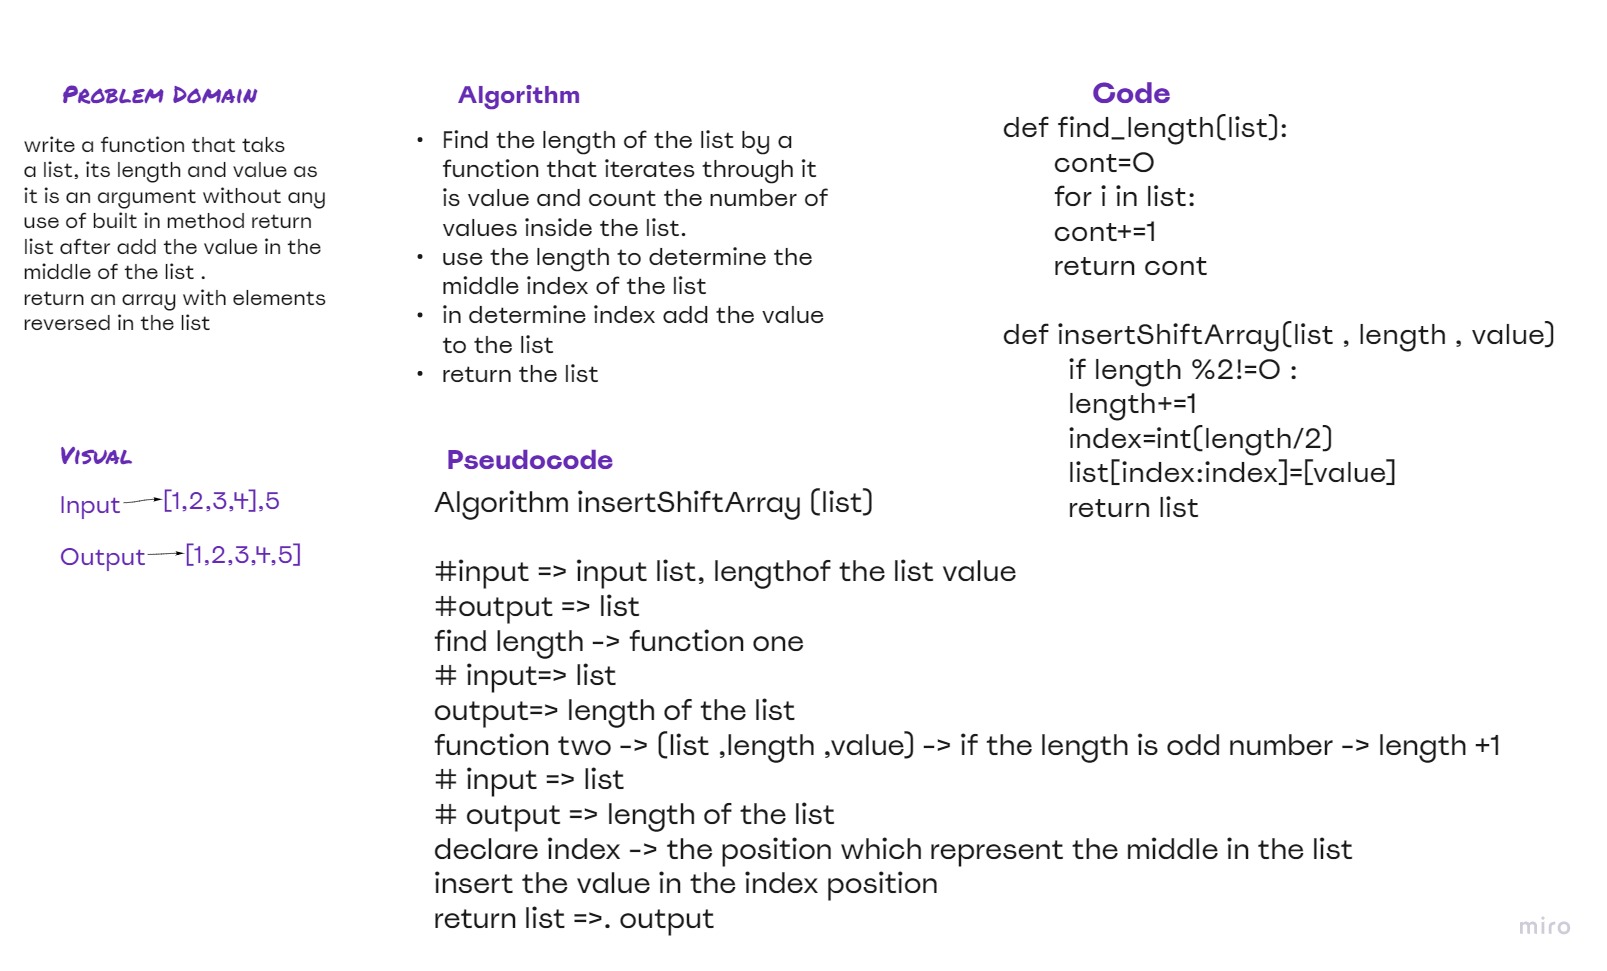 Problem Domain
write a function that taks
a list, its length and value as
it is an argument without any
use of built in method return
list after add the value in the
middle of the list .
return an array with elements
reversed in the list
Visual
Input [1,2,3,4],5
Output [1,2,3,4,5]
Algorithm
• Find the length of the list by a
function that iterates through it
is value and count the number of
values inside the list.
• use the length to determine the
middle index of the list
• in determine index add the value
to the list
• return the list
Pseudocode
Algorithm insertShiftArray (list)
#input => input list, lengthof the list value
#output => list
find length -> function one
# input=> list
output=> length of the list
function two -> (list ,length ,value) -> if the length is odd number -> length +1
# input => list
# output => length of the list
declare index -> the position which represent the middle in the list
insert the value in the index position
return list =>. output
Code
def find_length(list):
cont=0
for i in list:
cont+=1
return cont
def insertShiftArray(list , length , value)
if length %2!=0 :
length+=1
index=int(length/2)
list[index:index]=[value]
return list
miro